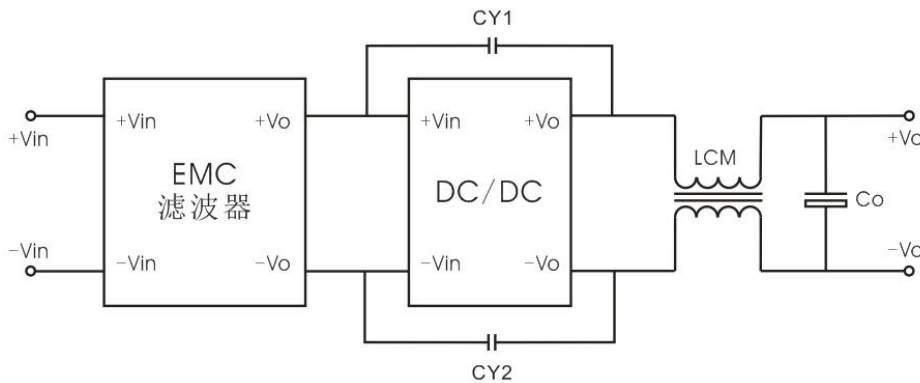 CY1
+Vin
+Vin
+Vo
+Vin
+Vo
+Vo
EMC
滤波器
DC/DC
LCM
Co
-Vin
-Vin
-Vo
-Vin
-Vo
-Vo
CY2